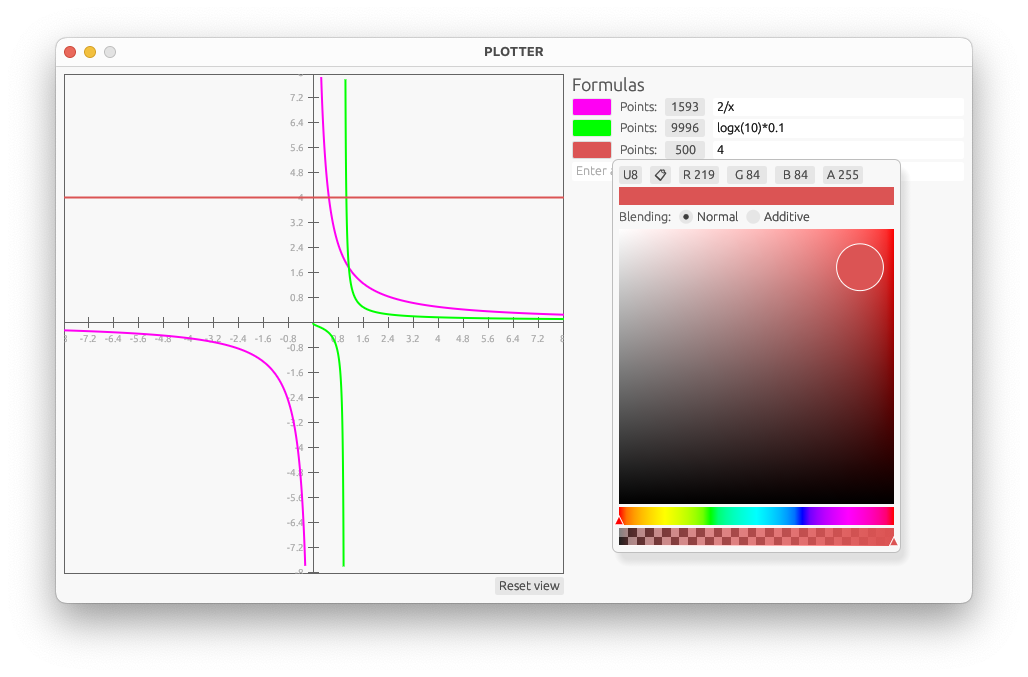 PLOTTER
Formulas
Points: 1593 2/x
Points: 9996 logx(10)*0.1
Points: 500 4
Enter
U8 R 219 G 84 B 84 A 255
Blending: Normal Additive
7.2
6.4
5.6
4.8
4
3.2
2.4
1.6
0.8
8 -7.2 -6.4 -5.6 -4.8 -4 -3.2 -2.4 -1.6 -0.8 0.8 1.6 2.4 3.2 4 4.8 5.6 6.4 7.2 8
-0.8
-1.6
-2.4
-3.2
-4
-4.8
-5.6
-6.4
-7.2
-8
Reset view